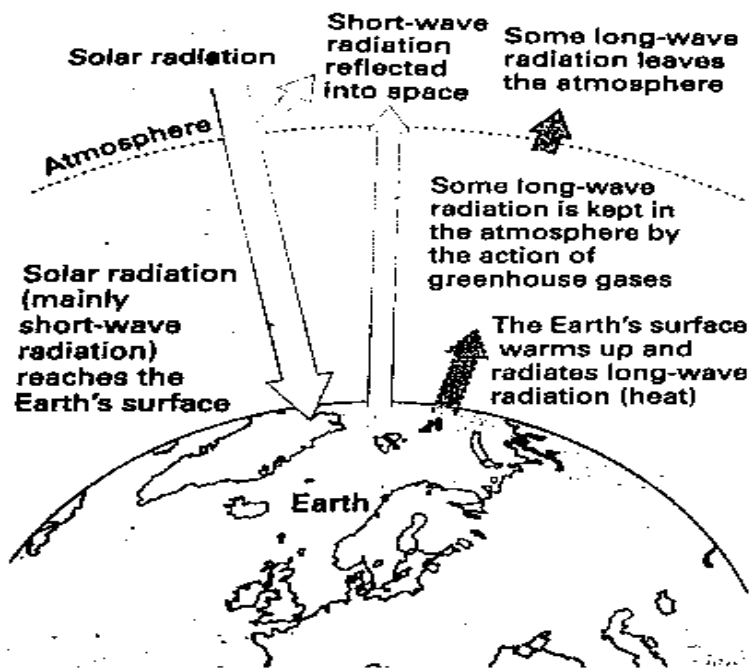 Solar radiation
Short-wave
radiation
reflected
into space
Some long-wave
radiation leaves
the atmosphere
Atmosphere
Some long-wave
radiation is kept in
the atmosphere by
the action of
greenhouse gases
Solar radiation
(mainly
short-wave
radiation)
reaches the
Earth's surface
The Earth's surface
warms up and
radiates long-wave
radiation (heat)
Earth